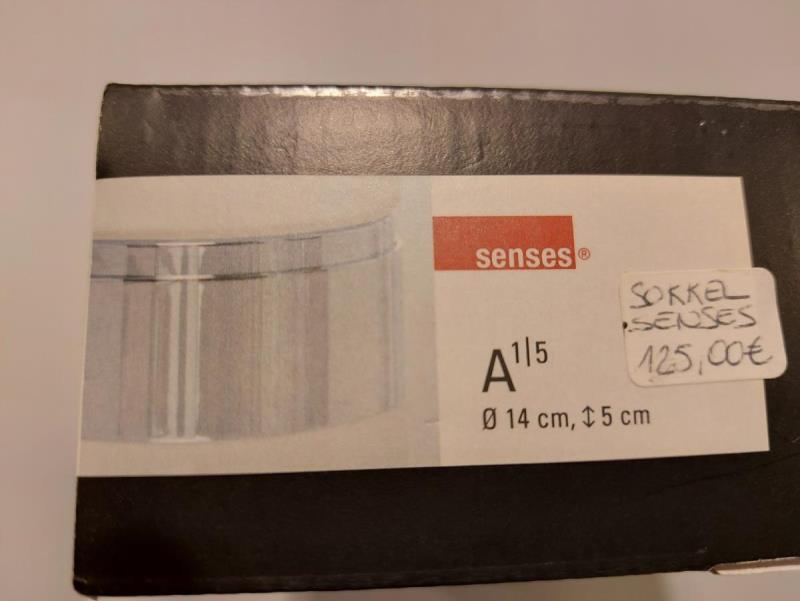 senses®
A1|5
Ø 14 cm, ↕ 5 cm
SOKKEL
SENSES
125,00€